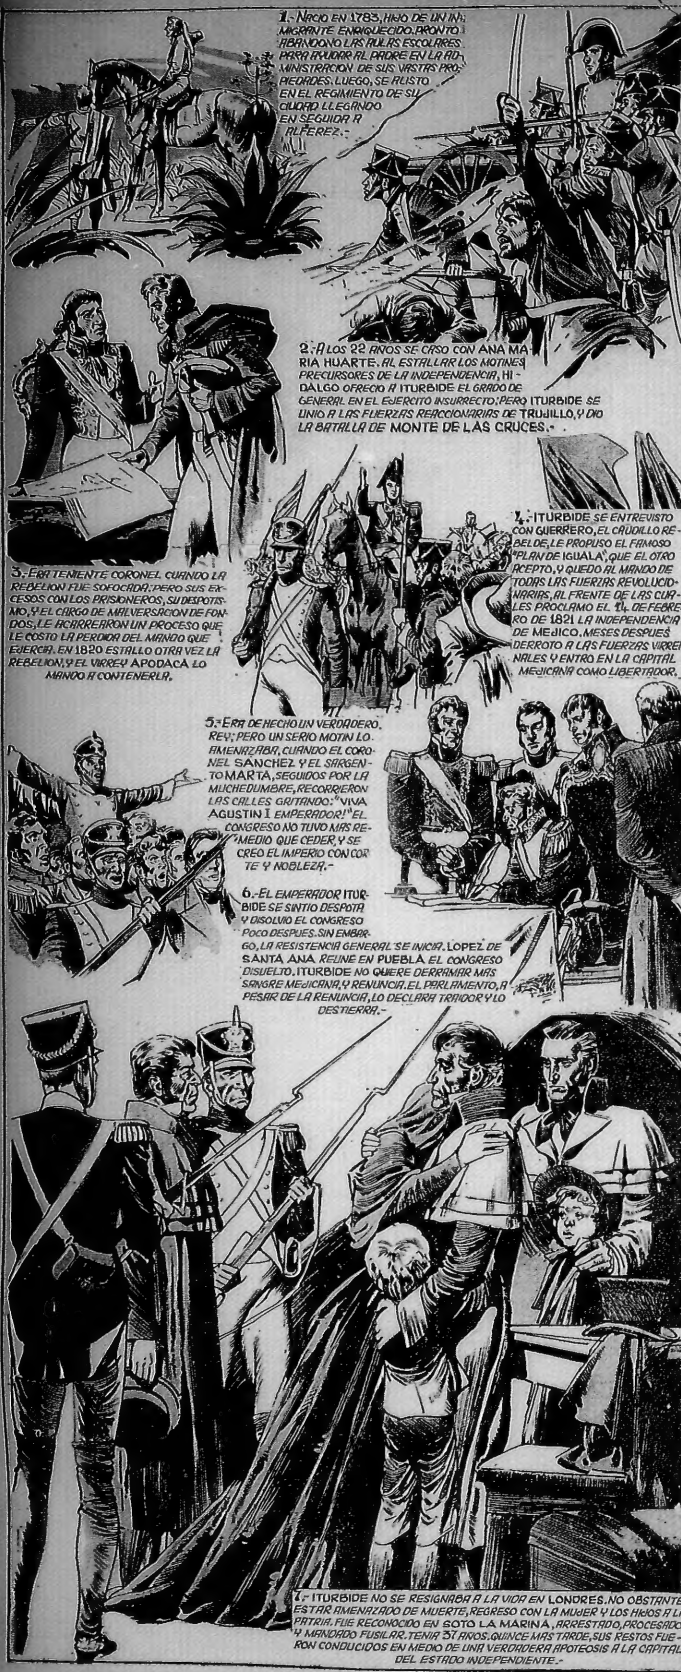 1.- NACIO EN 1783, HIJO DE UN IN-
MIGRANTE ENRIQUECIDO. PRONTO
ABANDONO LAS AULAS ESCOLARES
PARA AYUDAR AL PADRE EN LA AD-
MINISTRACION DE SUS VASTAS PRO-
PIEDADES. LUEGO, SE ALISTO
EN EL REGIMIENTO DE SU
CIUDAD LLEGANDO
EN SEGUIDA A
ALFEREZ.-
2.- A LOS 22 AÑOS SE CASO CON ANA MA-
RIA HUARTE. AL ESTALLAR LOS MOTINES
PRECURSORES DE LA INDEPENDENCIA, HI-
DALGO OFRECIO A ITURBIDE EL GRADO DE
GENERAL EN EL EJERCITO INSURRECTO; PERO ITURBIDE SE
UNIO A LAS FUERZAS REACCIONARIAS DE TRUJILLO, Y DIO
LA BATALLA DE MONTE DE LAS CRUCES.-
3.- ERA TENIENTE CORONEL CUANDO LA
REBELION FUE SOFOCADA; PERO SUS EX-
CESOS CON LOS PRISIONEROS, SU DESPOTIS-
MO, Y EL CARGO DE MALVERSACION DE FON-
DOS, LE ACARREARON UN PROCESO QUE
LE COSTO LA PERDIDA DEL MANDO QUE
EJERCIA. EN 1820 ESTALLO OTRA VEZ LA
REBELION, Y EL VIRREY APODACA LO
MANDO A CONTENERLA.
4.- ITURBIDE SE ENTREVISTO
CON GUERRERO, EL CAUDILLO RE-
BELDE, LE PROPUSO EL FAMOSO
"PLAN DE IGUALA", QUE EL OTRO
ACEPTO, Y QUEDO AL MANDO DE
TODAS LAS FUERZAS REVOLUCIO-
NARIAS, AL FRENTE DE LAS CUA-
LES PROCLAMO EL 14 DE FEBRE-
RO DE 1821 LA INDEPENDENCIA
DE MEJICO. MESES DESPUES
DERROTO A LAS FUERZAS VIRREI-
NALES Y ENTRO EN LA CAPITAL
MEJICANA COMO LIBERTADOR.
5.- ERA DE HECHO UN VERDADERO
REY; PERO UN SERIO MOTIN LO
AMENAZABA, CUANDO EL CORO-
NEL SANCHEZ Y EL SARGEN-
TO MARTA, SEGUIDOS POR LA
MUCHEDUMBRE, RECORRIERON
LAS CALLES GRITANDO: "VIVA
AGUSTIN I EMPERADOR!" EL
CONGRESO NO TUVO MAS RE-
MEDIO QUE CEDER, Y SE
CREO EL IMPERIO CON COR-
TE Y NOBLEZA.-
6.- EL EMPERADOR ITUR-
BIDE SE SINTIO DESPOTA
Y DISOLVIO EL CONGRESO
POCO DESPUES. SIN EMBAR-
GO, LA RESISTENCIA GENERAL SE INICIA. LOPEZ DE
SANTA ANA REUNE EN PUEBLA EL CONGRESO
DISUELTO. ITURBIDE NO QUIERE DERRAMAR MAS
SANGRE MEJICANA, Y RENUNCIA. EL PARLAMENTO, A
PESAR DE LA RENUNCIA, LO DECLARA TRAIDOR Y LO
DESTIERRA.-
7.- ITURBIDE NO SE RESIGNABA A LA VIDA EN LONDRES. NO OBSTANTE
ESTAR AMENAZADO DE MUERTE, REGRESO CON LA MUJER Y LOS HIJOS A LA
PATRIA. FUE RECONOCIDO EN SOTO LA MARINA, ARRESTADO, PROCESADO
Y MANDADO FUSILAR. TENIA 37 AÑOS. QUINCE MAS TARDE, SUS RESTOS FUE-
RON CONDUCIDOS EN MEDIO DE UNA VERDADERA APOTEOSIS A LA CAPITAL
DEL ESTADO INDEPENDIENTE.-